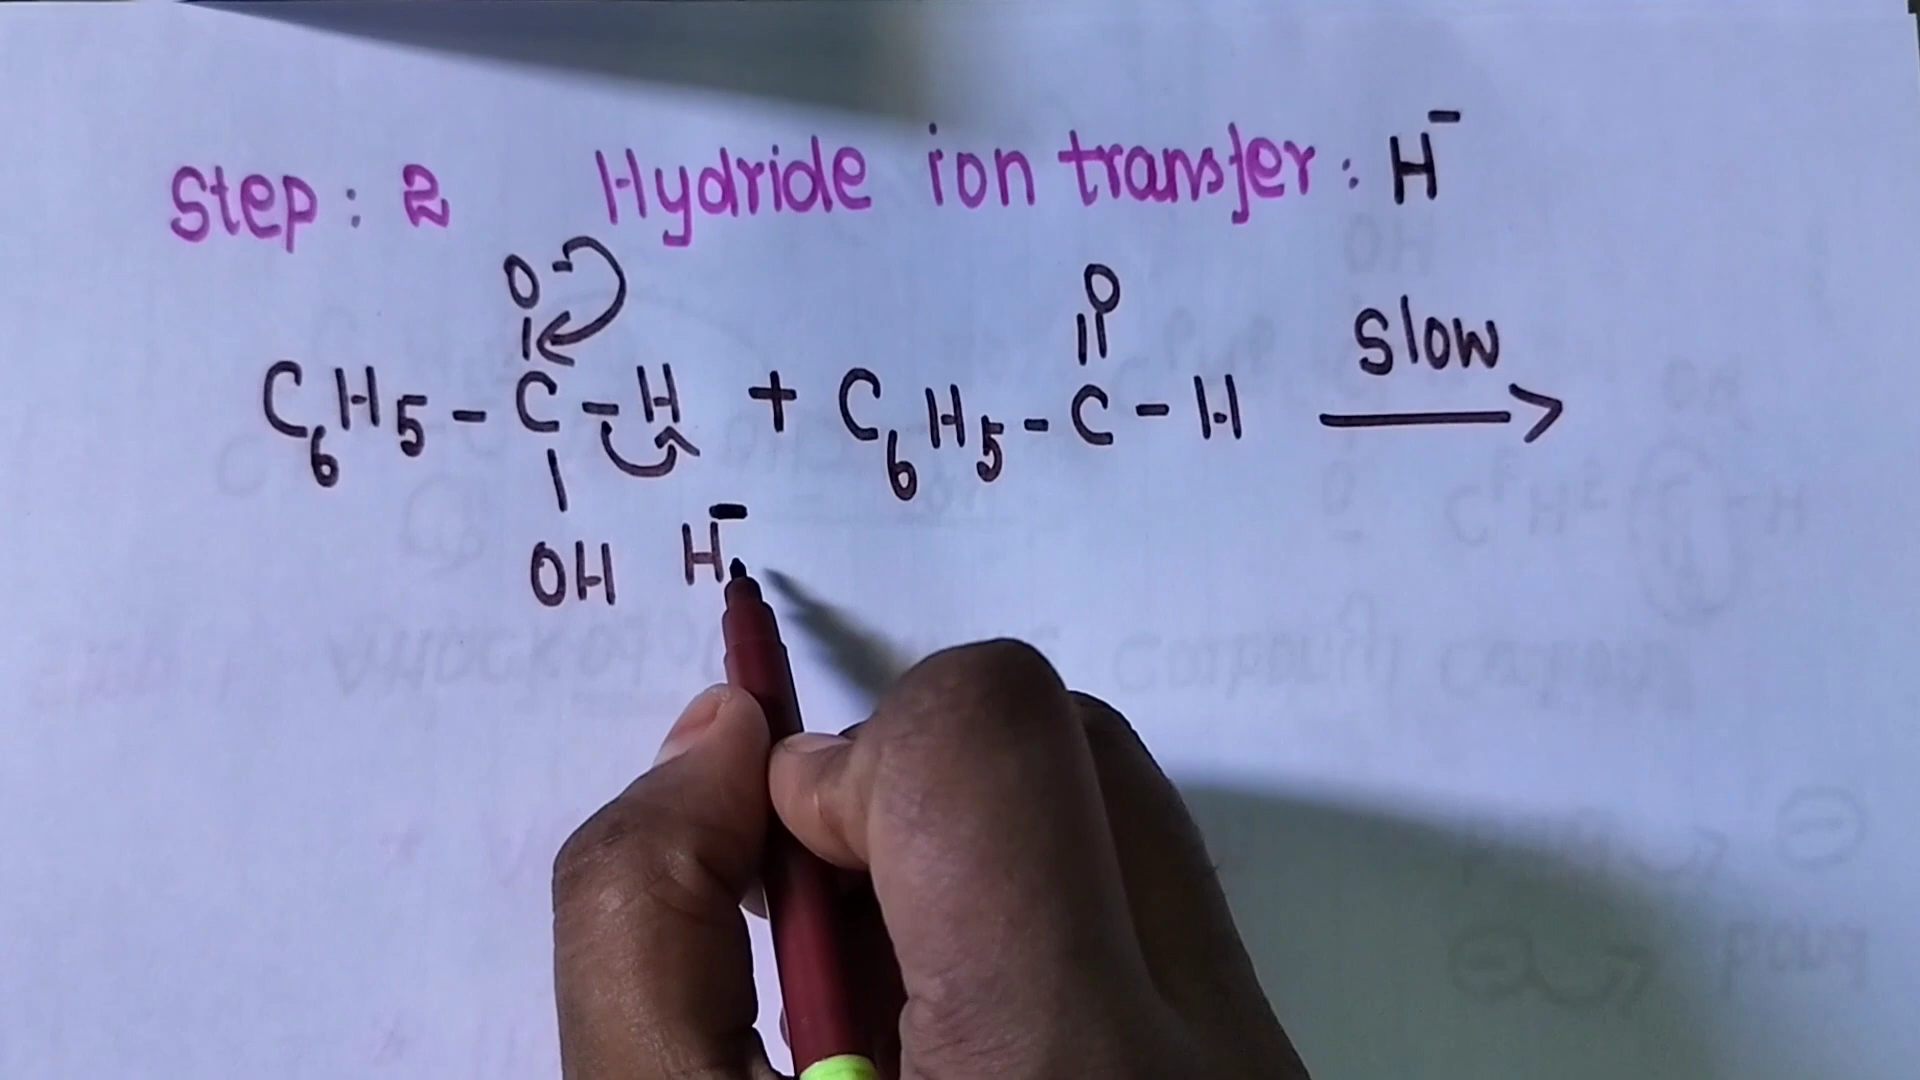 Step: 2 Hydride ion transfer: H⁻
O⁻ O
|  || Slow
C₆H₅-C-H + C₆H₅-C-H ⟶
|
OH H⁻